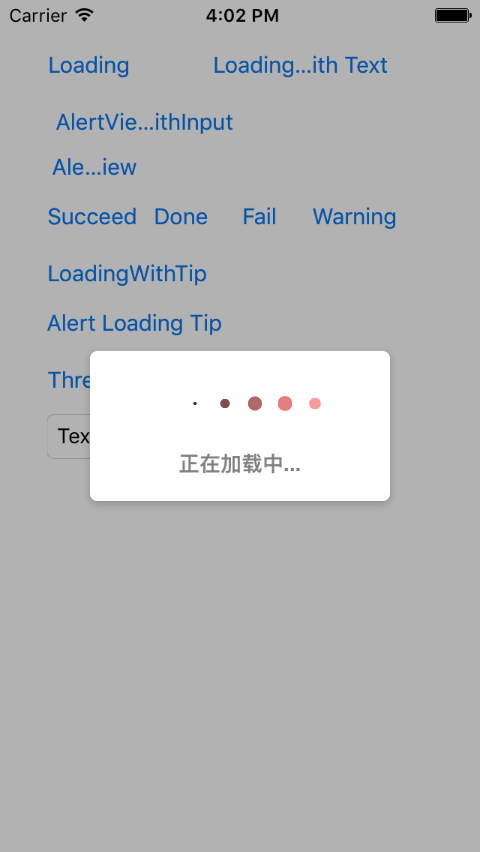 Carrier 4:02 PM
Loading Loading...ith Text
AlertVie...ithInput
Ale...iew
Succeed Done Fail Warning
LoadingWithTip
Alert Loading Tip
Thre
Tex
正在加载中...